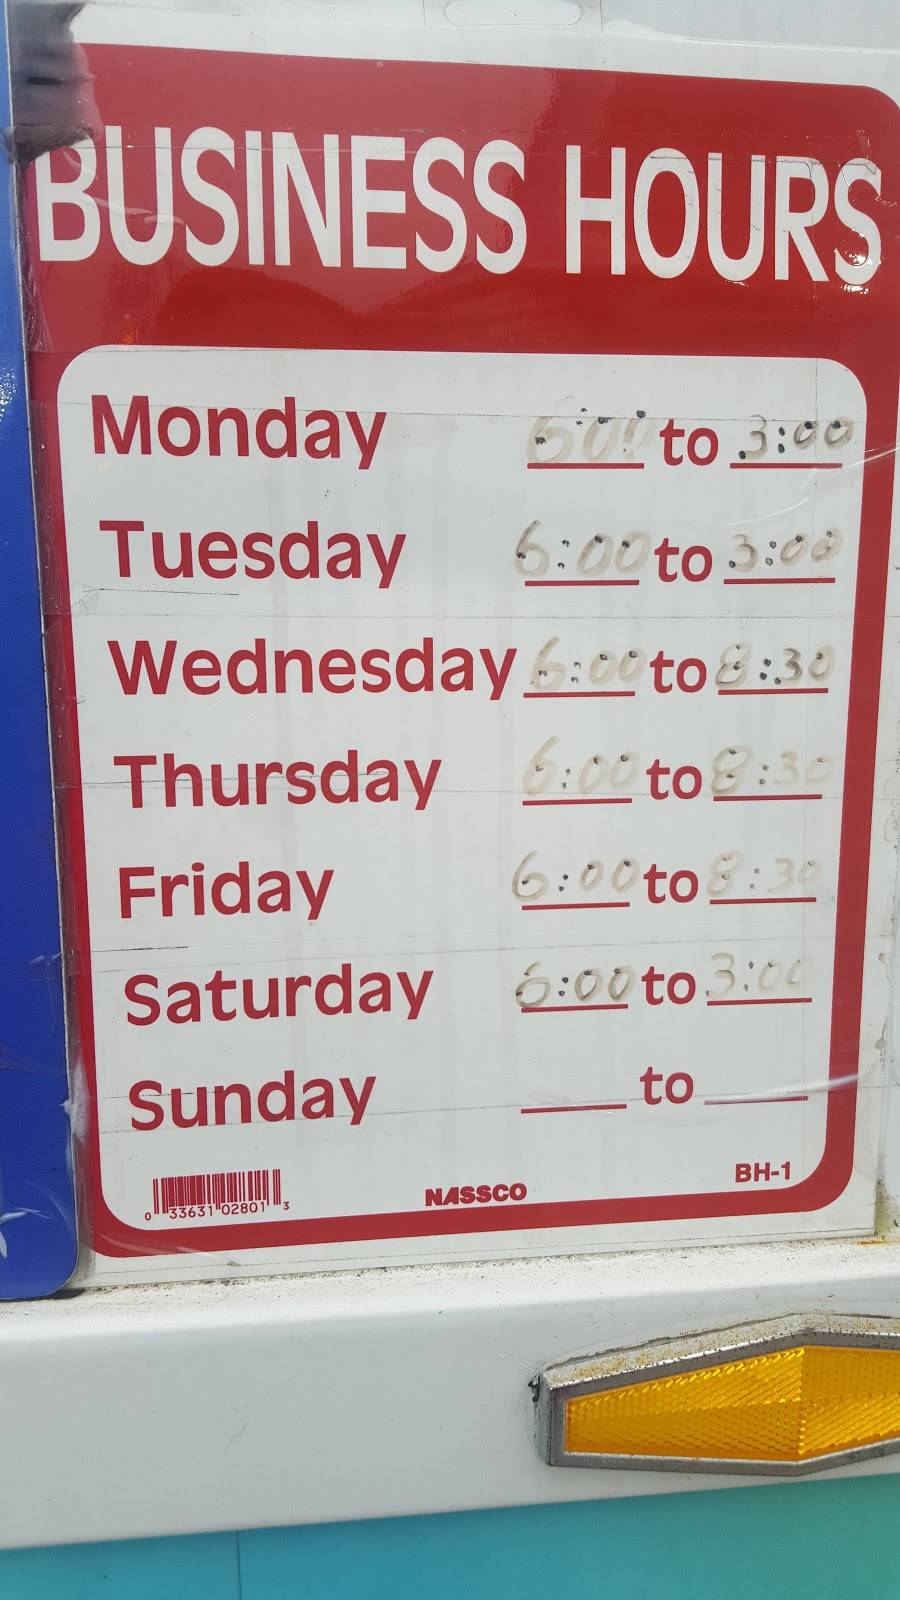 BUSINESS HOURS
Monday 6:00 to 3:00
Tuesday 6:00 to 3:00
Wednesday 6:00 to 8:30
Thursday 6:00 to 8:30
Friday 6:00 to 8:30
Saturday 6:00 to 3:00
Sunday ____ to ____
0 33631 02801 3
NASSCO
BH-1